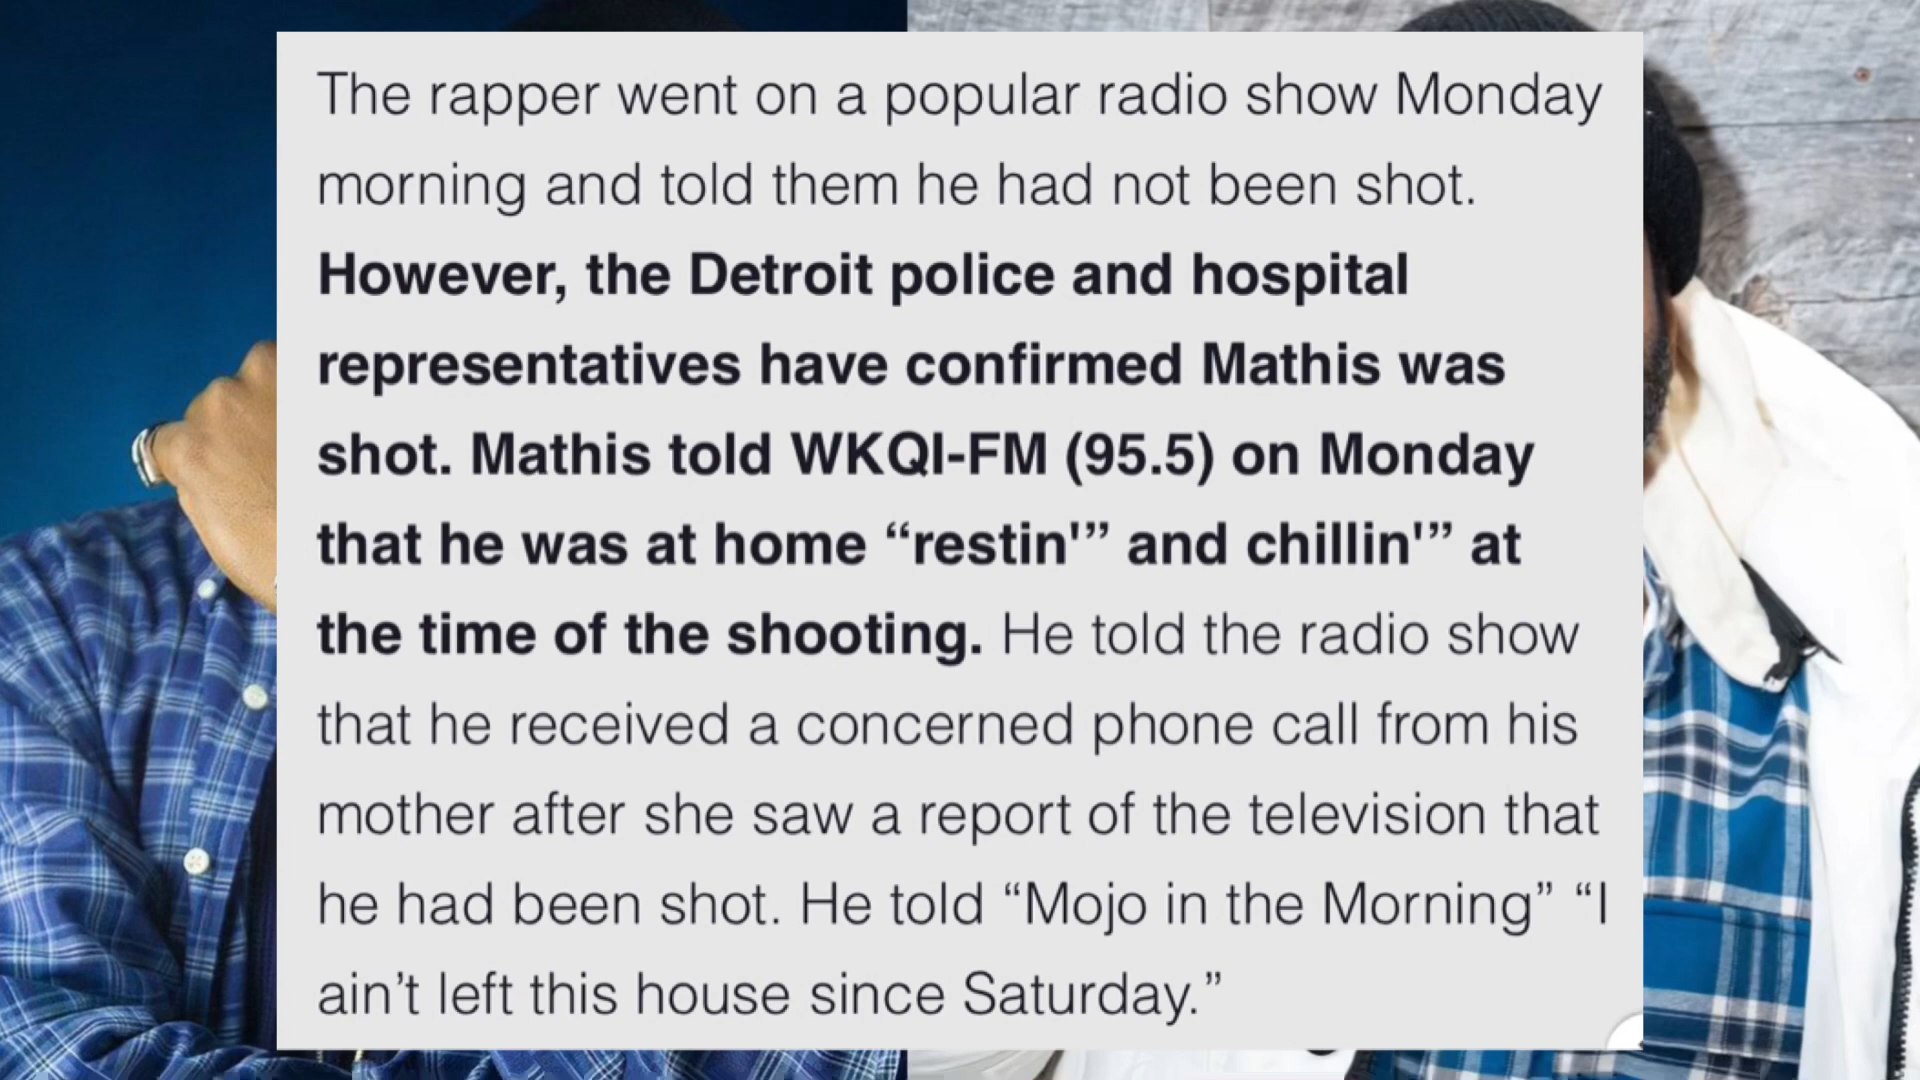 The rapper went on a popular radio show Monday
morning and told them he had not been shot.
However, the Detroit police and hospital
representatives have confirmed Mathis was
shot. Mathis told WKQI-FM (95.5) on Monday
that he was at home “restin'” and chillin'” at
the time of the shooting. He told the radio show
that he received a concerned phone call from his
mother after she saw a report of the television that
he had been shot. He told “Mojo in the Morning” “I
ain’t left this house since Saturday.”